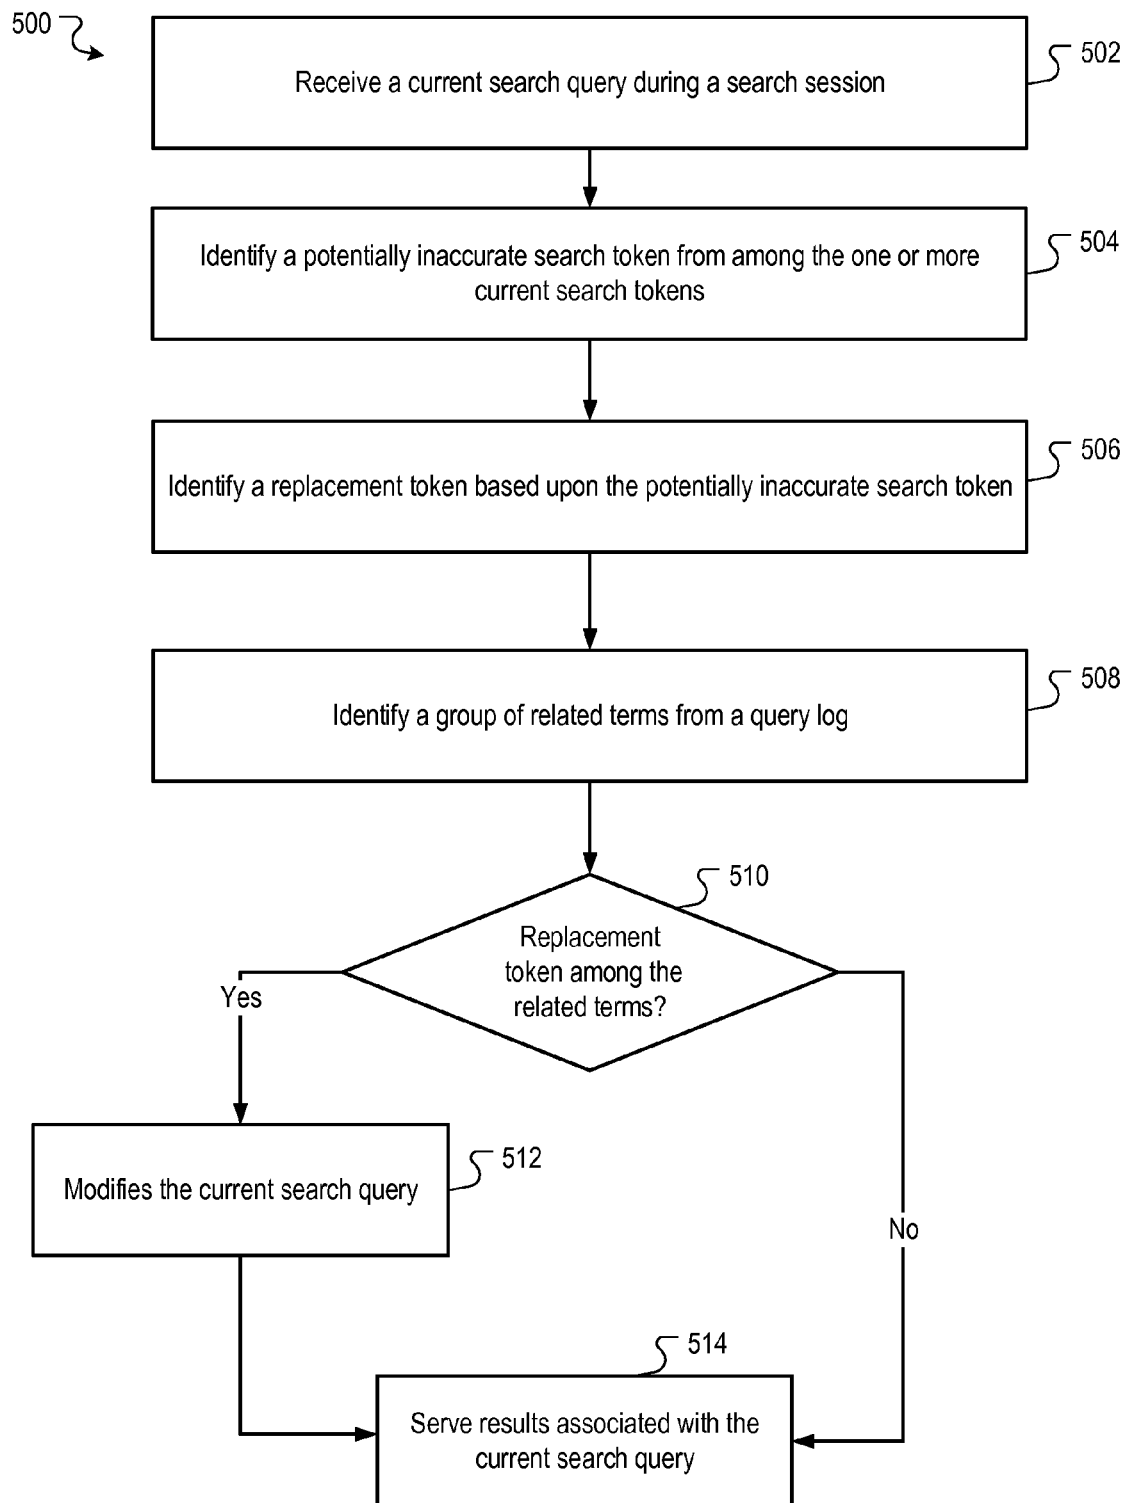 500
Receive a current search query during a search session
502
Identify a potentially inaccurate search token from among the one or more
current search tokens
504
Identify a replacement token based upon the potentially inaccurate search token
506
Identify a group of related terms from a query log
508
510
Replacement
token among the
related terms?
Yes
Modifies the current search query
512
No
514
Serve results associated with the
current search query